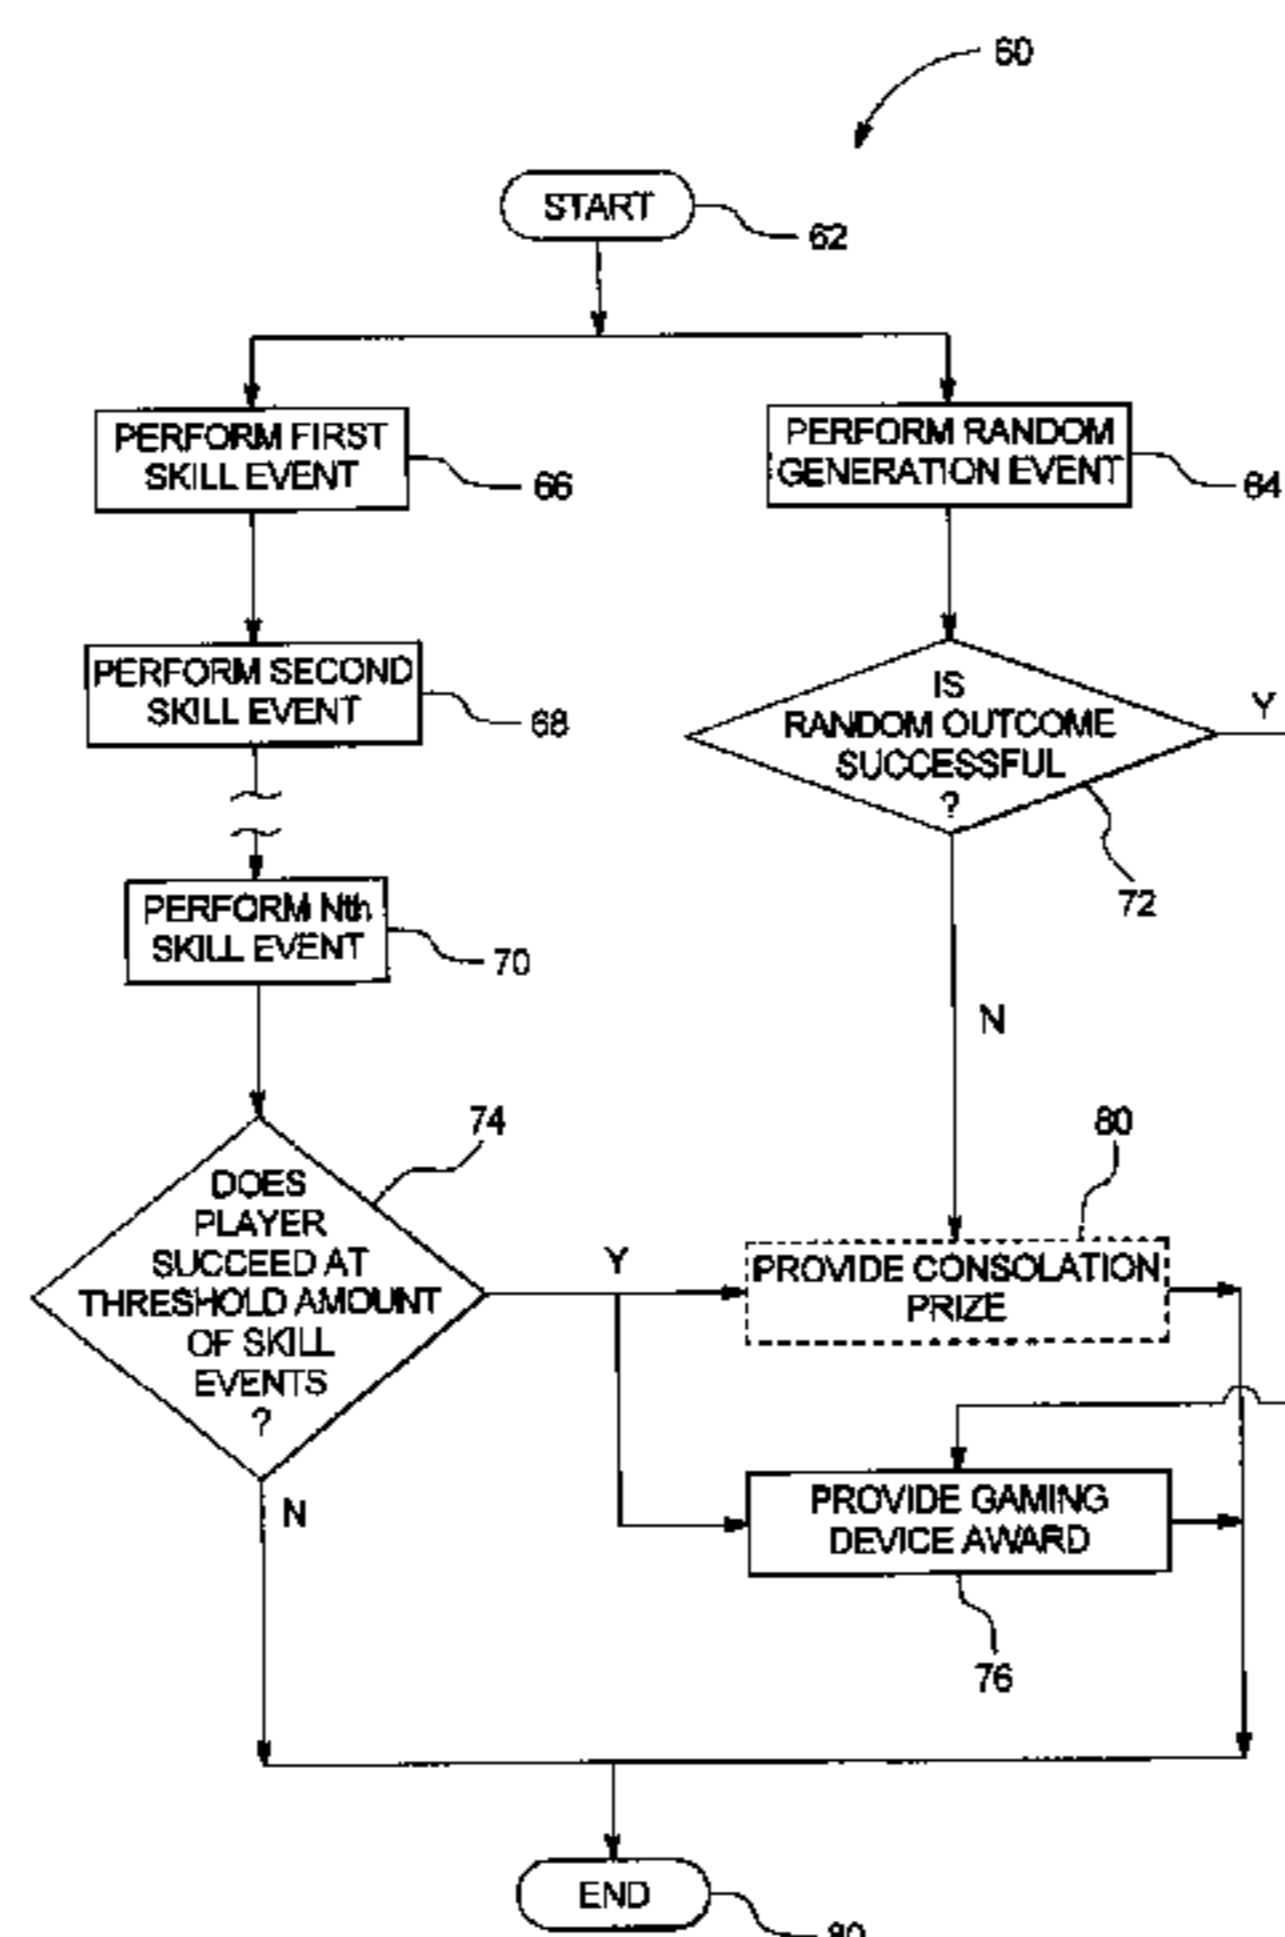 60
START
62
PERFORM FIRST
SKILL EVENT
66
PERFORM RANDOM
GENERATION EVENT
64
PERFORM SECOND
SKILL EVENT
68
IS
RANDOM OUTCOME
SUCCESSFUL
?
Y
72
PERFORM Nth
SKILL EVENT
70
N
74
DOES
PLAYER
SUCCEED AT
THRESHOLD AMOUNT
OF SKILL
EVENTS
?
Y
N
80
PROVIDE CONSOLATION
PRIZE
PROVIDE GAMING
DEVICE AWARD
76
END
80